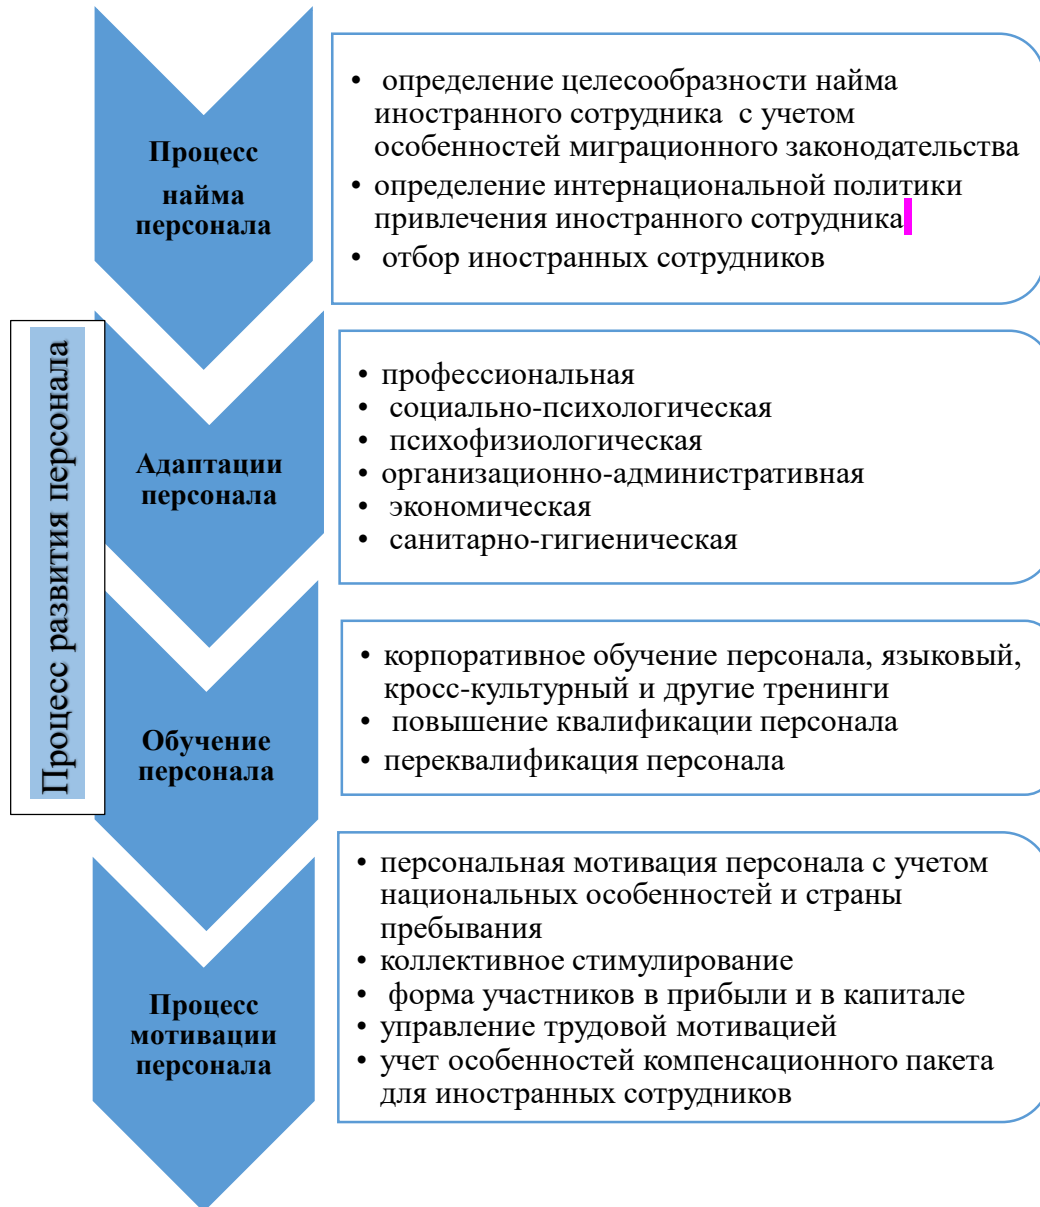 Процесс
найма
персонала
• определение целесообразности найма
иностранного сотрудника с учетом
особенностей миграционного законодательства
• определение интернациональной политики
привлечения иностранного сотрудника
• отбор иностранных сотрудников
Процесс развития персонала
Адаптации
персонала
• профессиональная
• социально-психологическая
• психофизиологическая
• организационно-административная
• экономическая
• санитарно-гигиеническая
Обучение
персонала
• корпоративное обучение персонала, языковый,
кросс-культурный и другие тренинги
• повышение квалификации персонала
• переквалификация персонала
Процесс
мотивации
персонала
• персональная мотивация персонала с учетом
национальных особенностей и страны
пребывания
• коллективное стимулирование
• форма участников в прибыли и в капитале
• управление трудовой мотивацией
• учет особенностей компенсационного пакета
для иностранных сотрудников